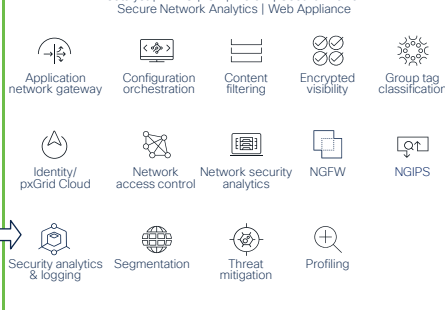 Secure Network Analytics | Web Appliance
Application
network gateway
Configuration
orchestration
Content
filtering
Encrypted
visibility
Group tag
classification
Identity/
pxGrid Cloud
Network
access control
Network security
analytics
NGFW
NGIPS
Security analytics
& logging
Segmentation
Threat
mitigation
Profiling